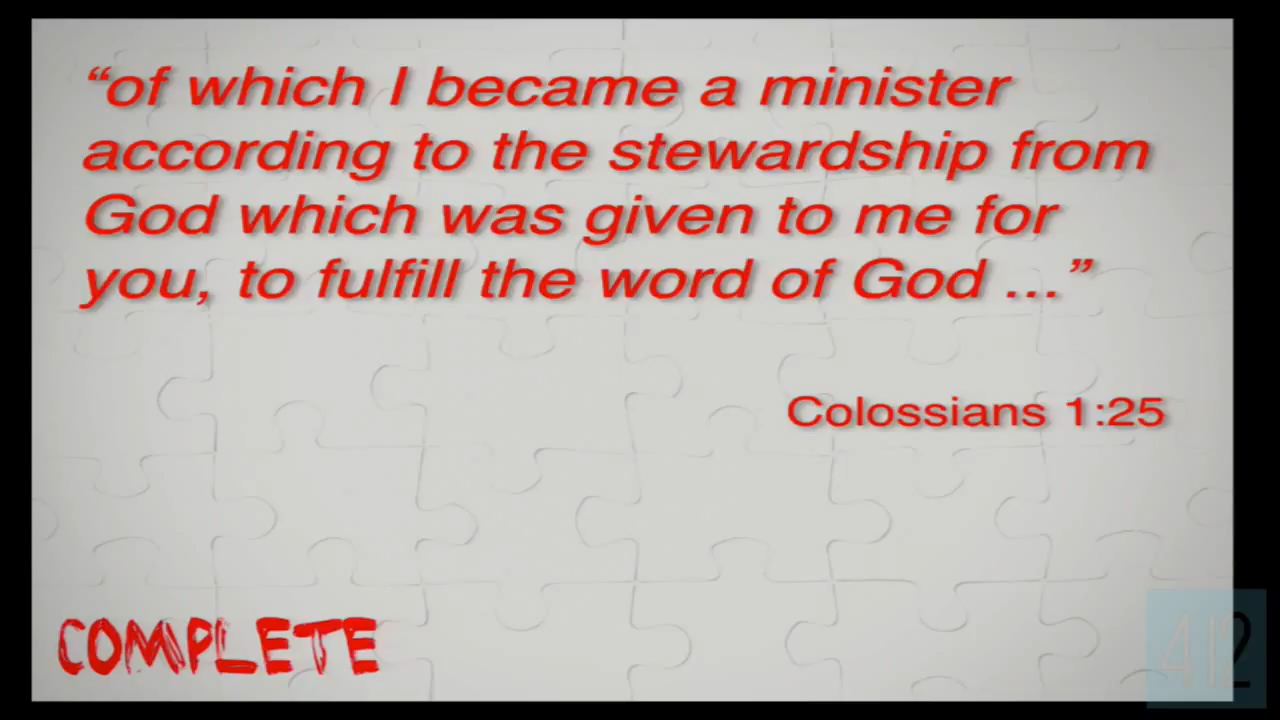 “of which I became a minister
according to the stewardship from
God which was given to me for
you, to fulfill the word of God ...”
Colossians 1:25
COMPLETE
412